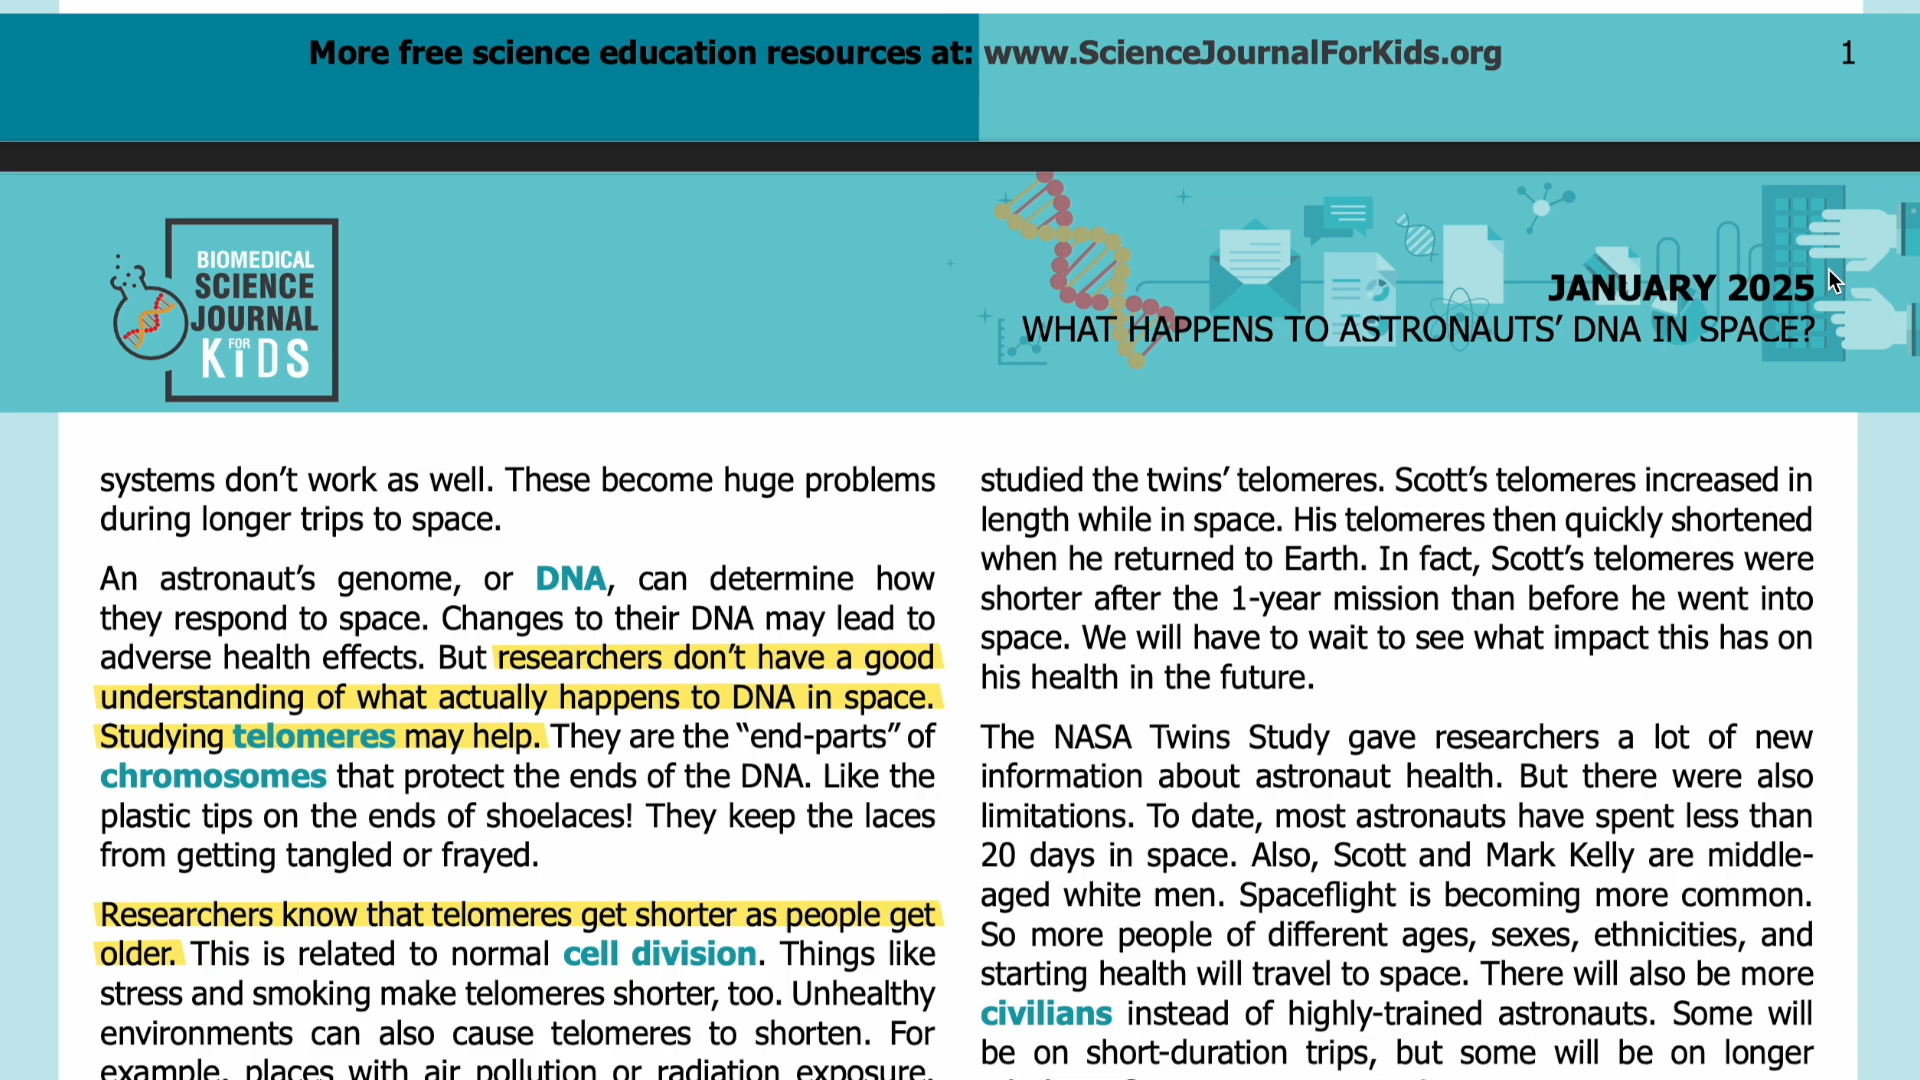 More free science education resources at: www.ScienceJournalForKids.org
1
BIOMEDICAL
SCIENCE
JOURNAL
FOR
KiDS
JANUARY 2025
WHAT HAPPENS TO ASTRONAUTS’ DNA IN SPACE?
systems don’t work as well. These become huge problems
during longer trips to space.
An astronaut’s genome, or DNA, can determine how
they respond to space. Changes to their DNA may lead to
adverse health effects. But researchers don’t have a good
understanding of what actually happens to DNA in space.
Studying telomeres may help. They are the “end-parts” of
chromosomes that protect the ends of the DNA. Like the
plastic tips on the ends of shoelaces! They keep the laces
from getting tangled or frayed.
Researchers know that telomeres get shorter as people get
older. This is related to normal cell division. Things like
stress and smoking make telomeres shorter, too. Unhealthy
environments can also cause telomeres to shorten. For
example, places with air pollution or radiation exposure.
studied the twins’ telomeres. Scott’s telomeres increased in
length while in space. His telomeres then quickly shortened
when he returned to Earth. In fact, Scott’s telomeres were
shorter after the 1-year mission than before he went into
space. We will have to wait to see what impact this has on
his health in the future.
The NASA Twins Study gave researchers a lot of new
information about astronaut health. But there were also
limitations. To date, most astronauts have spent less than
20 days in space. Also, Scott and Mark Kelly are middle-
aged white men. Spaceflight is becoming more common.
So more people of different ages, sexes, ethnicities, and
starting health will travel to space. There will also be more
civilians instead of highly-trained astronauts. Some will
be on short-duration trips, but some will be on longer